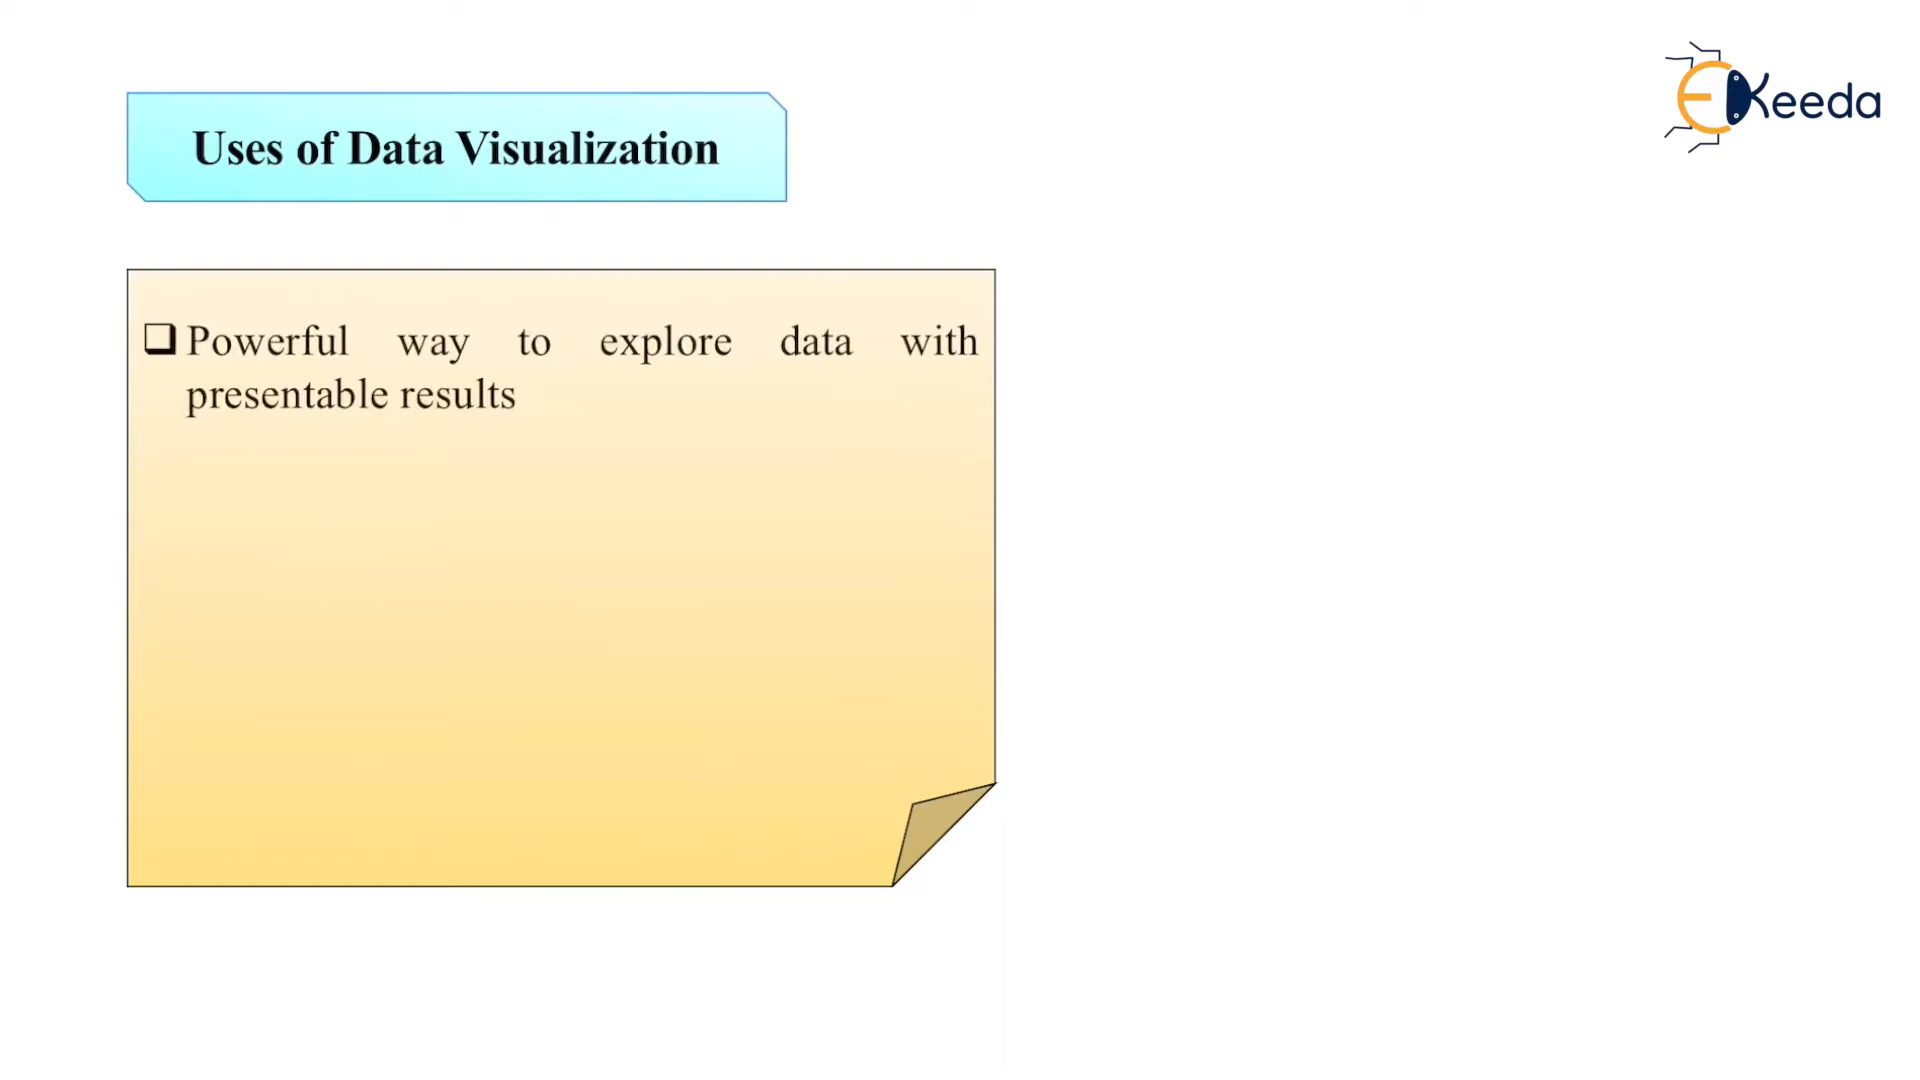 EKeeda
Uses of Data Visualization
❑ Powerful way to explore data with
presentable results